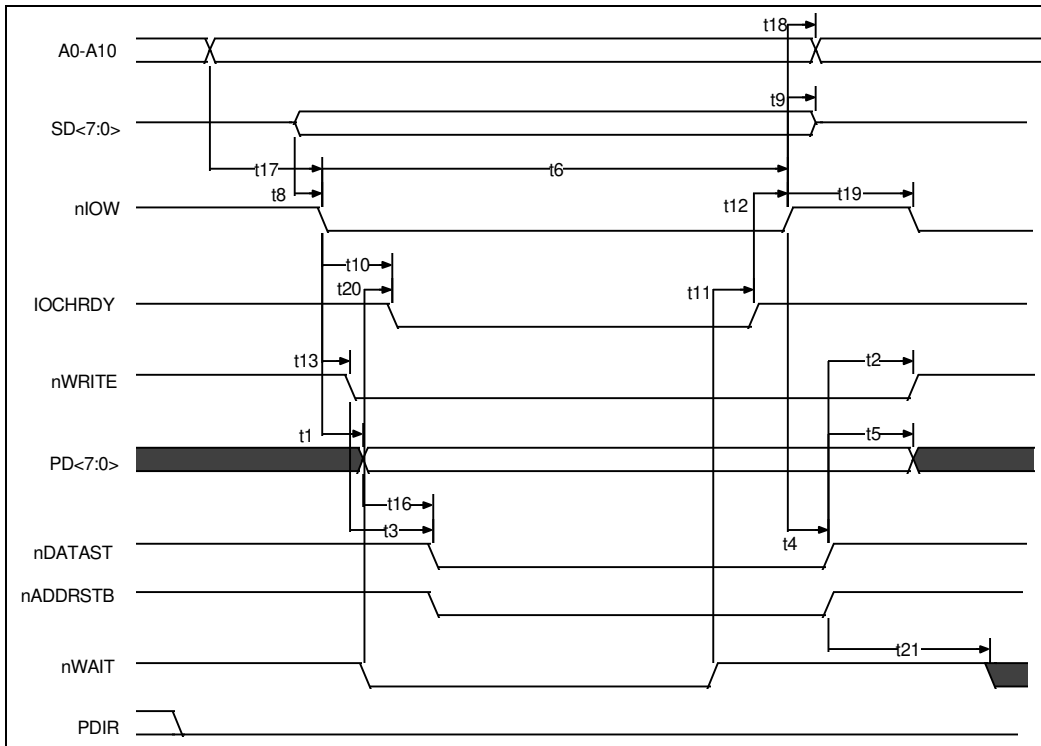 t18
A0-A10
t9
SD<7:0>
t17 t6
t8
nIOW t12 t19
t10
IOCHRDY t20 t11
t13 t2
nWRITE
t1 t5
PD<7:0>
t16
t3 t4
nDATAST
nADDRSTB
nWAIT t21
PDIR